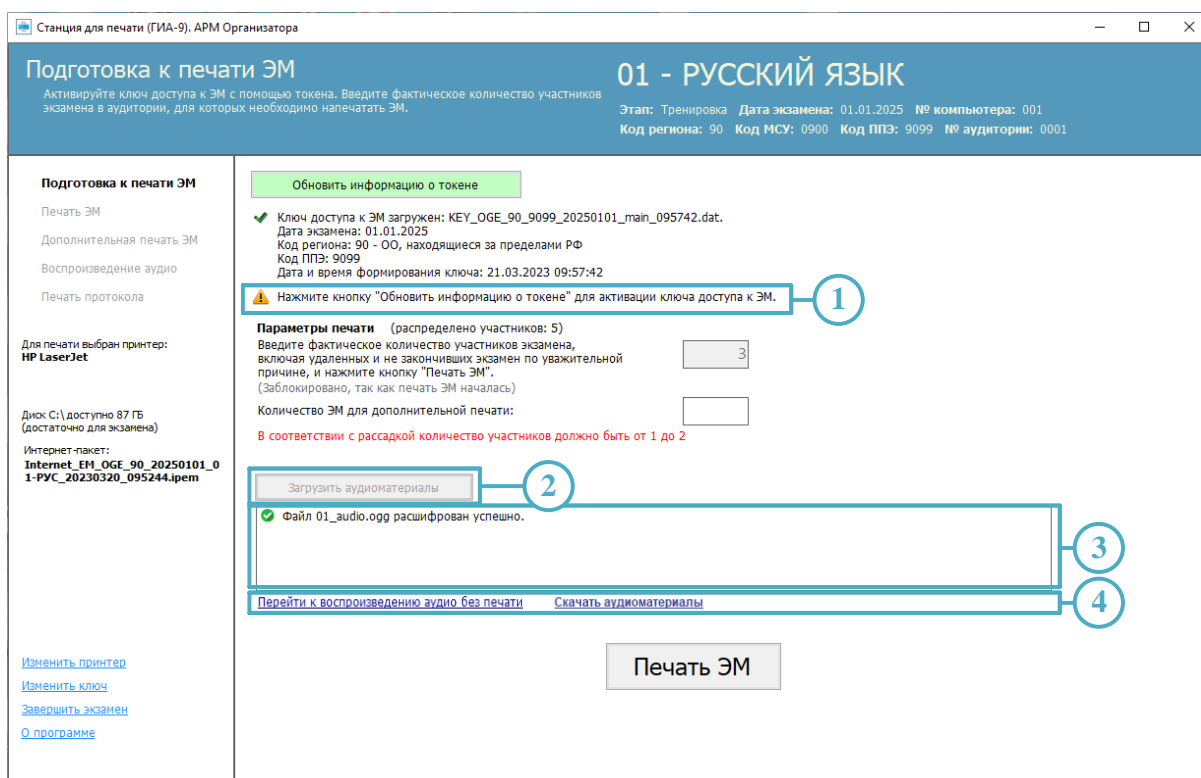 Станция для печати (ГИА-9). АРМ Организатора
Подготовка к печати ЭМ
Активируйте ключ доступа к ЭМ с помощью токена. Введите фактическое количество участников
экзамена в аудитории, для которых необходимо напечатать ЭМ.
01 - РУССКИЙ ЯЗЫК
Этап: Тренировка Дата экзамена: 01.01.2025 № компьютера: 001
Код региона: 90 Код МСУ: 0900 Код ППЭ: 9099 № аудитории: 0001
Подготовка к печати ЭМ
Печать ЭМ
Дополнительная печать ЭМ
Воспроизведение аудио
Печать протокола
Для печати выбран принтер:
HP LaserJet
Диск C:\ доступно 87 ГБ
(достаточно для экзамена)
Интернет-пакет:
Internet_EM_OGE_90_20250101_0
1-РУС_20230320_095244.ipem
Изменить принтер
Изменить ключ
Завершить экзамен
О программе
Обновить информацию о токене
Ключ доступа к ЭМ загружен: KEY_OGE_90_9099_20250101_main_095742.dat.
Дата экзамена: 01.01.2025
Код региона: 90 - ОО, находящиеся за пределами РФ
Код ППЭ: 9099
Дата и время формирования ключа: 21.03.2023 09:57:42
Нажмите кнопку "Обновить информацию о токене" для активации ключа доступа к ЭМ.
1
Параметры печати (распределено участников: 5)
Введите фактическое количество участников экзамена,
включая удаленных и не закончивших экзамен по уважительной
причине, и нажмите кнопку "Печать ЭМ".
3
(Заблокировано, так как печать ЭМ началась)
Количество ЭМ для дополнительной печати:
В соответствии с рассадкой количество участников должно быть от 1 до 2
Загрузить аудиоматериалы
2
Файл 01_audio.ogg расшифрован успешно.
3
Перейти к воспроизведению аудио без печати Скачать аудиоматериалы
4
Печать ЭМ